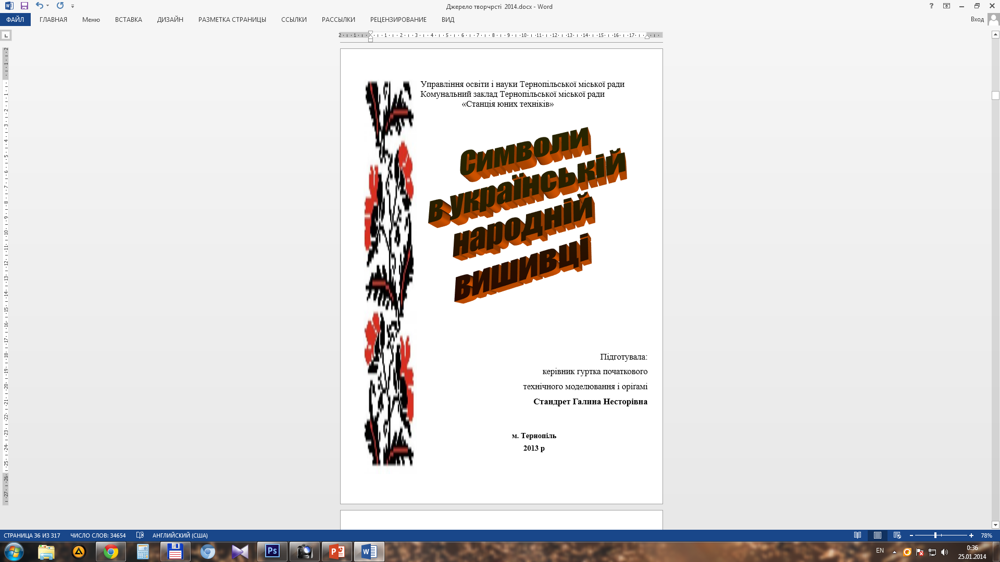 Джерело творчрсті  2014.docx - Word
ФАЙЛ ГЛАВНАЯ Меню ВСТАВКА ДИЗАЙН РАЗМЕТКА СТРАНИЦЫ ССЫЛКИ РАССЫЛКИ РЕЦЕНЗИРОВАНИЕ ВИД Вход
Управління освіти і науки Тернопільської міської ради
Комунальний заклад Тернопільської міської ради
«Станція юних техніків»
Символи
в українській
народній
вишивці
Підготувала:
керівник гуртка початкового
технічного моделювання і оріґамі
Стандрет Галина Несторівна
м. Тернопіль
2013 р
СТРАНИЦА 36 ИЗ 317 ЧИСЛО СЛОВ: 34654 АНГЛИЙСКИЙ (США) 78%
EN 0:36
25.01.2014